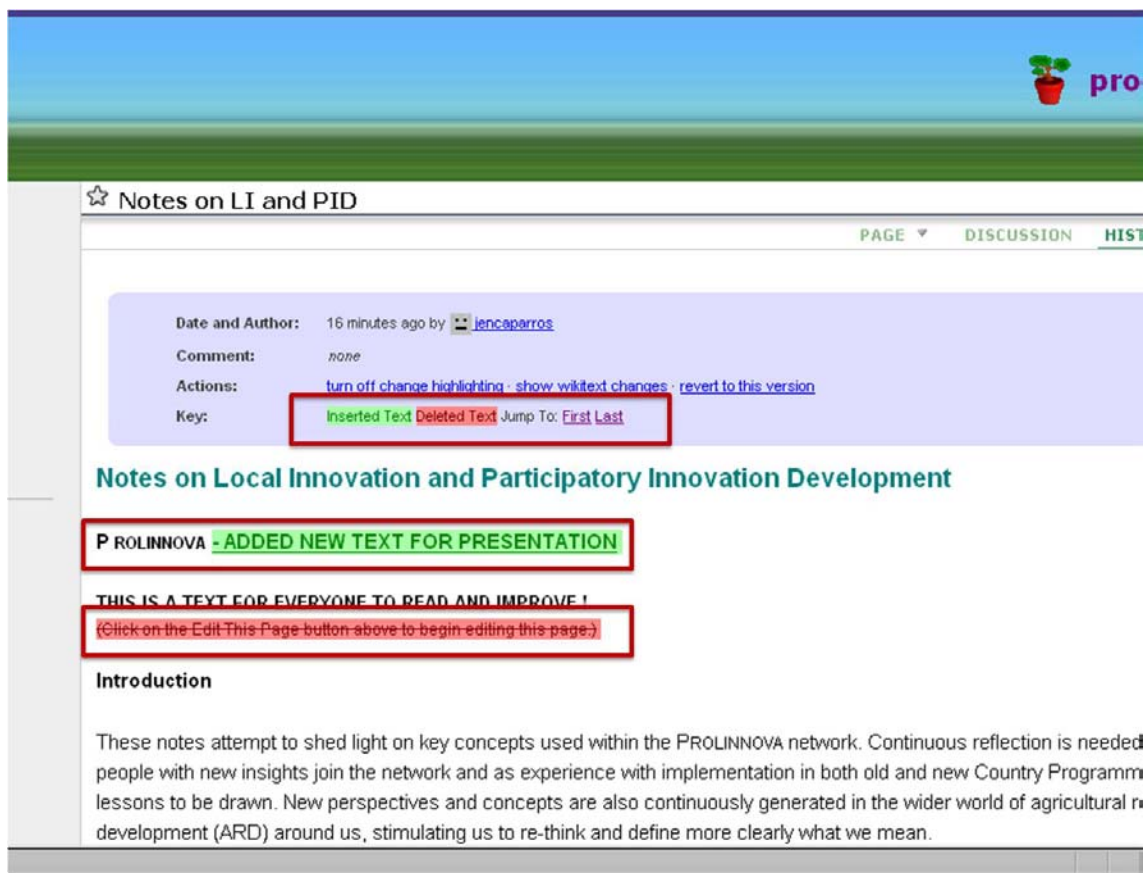 pro-
Notes on LI and PID
PAGE DISCUSSION HIST
Date and Author: 16 minutes ago by jencaparros
Comment: none
Actions: turn off change highlighting · show wikitext changes · revert to this version
Key: Inserted Text Deleted Text Jump To: First Last
Notes on Local Innovation and Participatory Innovation Development
P ROLINNOVA - ADDED NEW TEXT FOR PRESENTATION
THIS IS A TEXT FOR EVERYONE TO READ AND IMPROVE !
(Click on the Edit This Page button above to begin editing this page.)
Introduction
These notes attempt to shed light on key concepts used within the PROLINNOVA network. Continuous reflection is needed
people with new insights join the network and as experience with implementation in both old and new Country Programm
lessons to be drawn. New perspectives and concepts are also continuously generated in the wider world of agricultural r
development (ARD) around us, stimulating us to re-think and define more clearly what we mean.